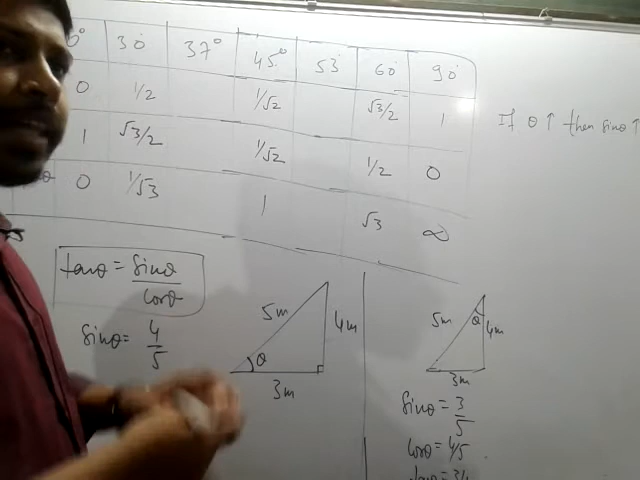 0° 30° 37° 45° 53° 60° 90°
0 1/2 1/√2 √3/2 1
1 √3/2 1/√2 1/2 0
0 1/√3 1 √3 ∞
If θ↑ then sinθ↑
tanθ = sinθ/cosθ
sinθ = 4/5
5m
4m
θ
3m
5m
θ
4m
3m
sinθ = 3/5
cosθ = 4/5